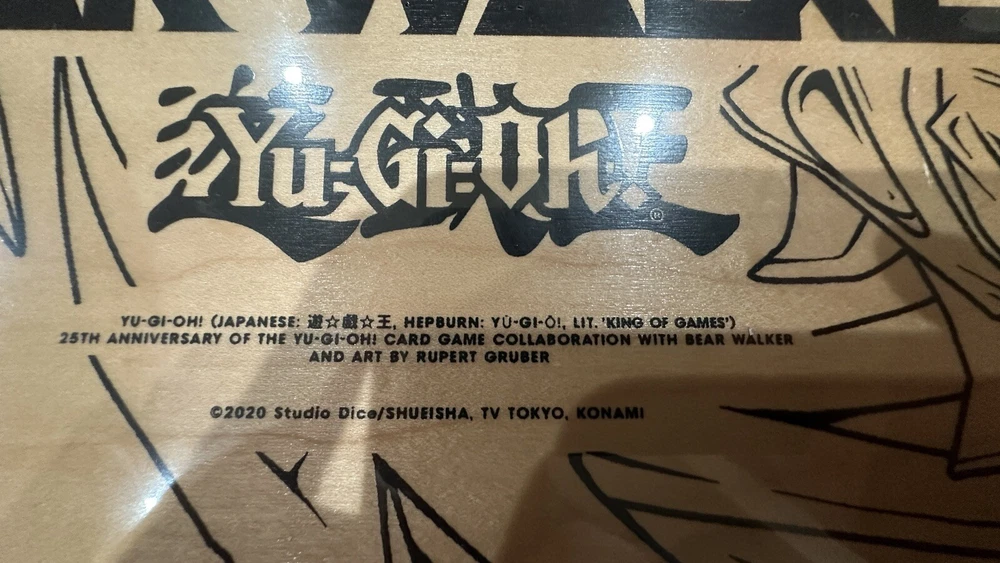 BEAR WALKER
Yu-Gi-Oh!®
YU-GI-OH! (JAPANESE: 遊☆戯☆王, HEPBURN: YŪ-GI-Ō!, LIT. 'KING OF GAMES')
25TH ANNIVERSARY OF THE YU-GI-OH! CARD GAME COLLABORATION WITH BEAR WALKER
AND ART BY RUPERT GRUBER
©2020 Studio Dice/SHUEISHA, TV TOKYO, KONAMI